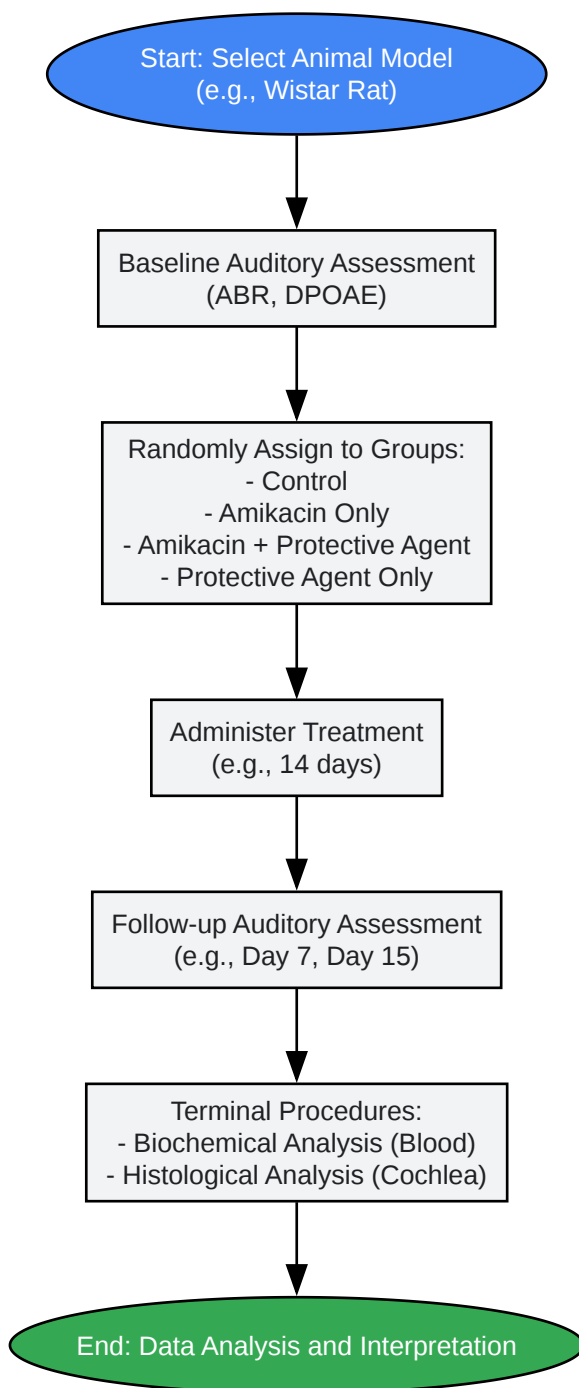 Start: Select Animal Model
(e.g., Wistar Rat)
Baseline Auditory Assessment
(ABR, DPOAE)
Randomly Assign to Groups:
- Control
- Amikacin Only
- Amikacin + Protective Agent
- Protective Agent Only
Administer Treatment
(e.g., 14 days)
Follow-up Auditory Assessment
(e.g., Day 7, Day 15)
Terminal Procedures:
- Biochemical Analysis (Blood)
- Histological Analysis (Cochlea)
End: Data Analysis and Interpretation